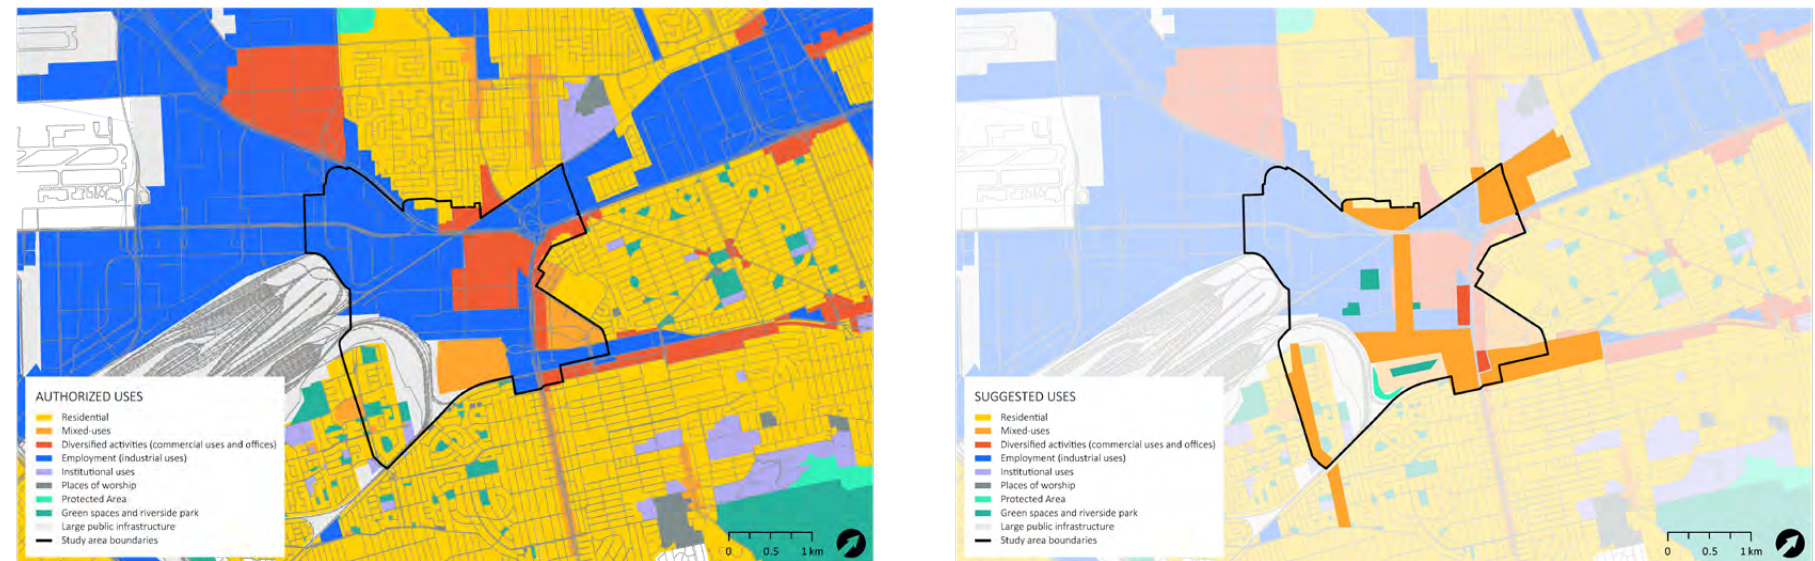 AUTHORIZED USES
Residential
Mixed-uses
Diversified activities (commercial uses and offices)
Employment (industrial uses)
Institutional uses
Places of worship
Protected Area
Green spaces and riverside park
Large public infrastructure
Study area boundaries
0 0.5 1 km
SUGGESTED USES
Residential
Mixed-uses
Diversified activities (commercial uses and offices)
Employment (industrial uses)
Institutional uses
Places of worship
Protected Area
Green spaces and riverside park
Large public infrastructure
Study area boundaries
0 0.5 1 km